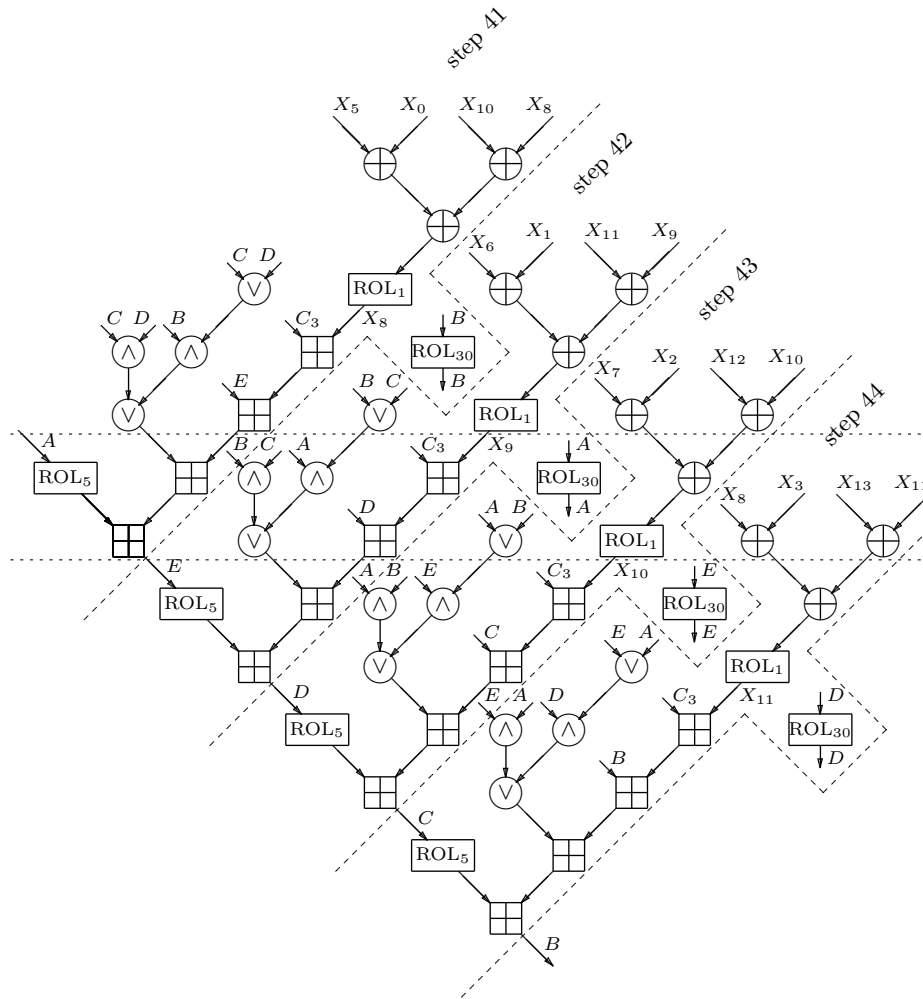 step 41
X₅ X₀ X₁₀ X₈
step 42
X₆ X₁ X₁₁ X₉
C D
ROL₁
step 43
C D B
C₃ X₈
B
ROL₃₀
B
X₇ X₂ X₁₂ X₁₀
E
B C
ROL₁
step 44
A
B C A
C₃ X₉
A
ROL₅
ROL₃₀
A
X₈ X₃ X₁₃
D
A B
ROL₁
E
A B E
C₃ X₁₀
E
ROL₅
ROL₃₀
E
C
E A
ROL₁
D
E A D
C₃ X₁₁
D
ROL₅
ROL₃₀
D
B
C
ROL₅
B